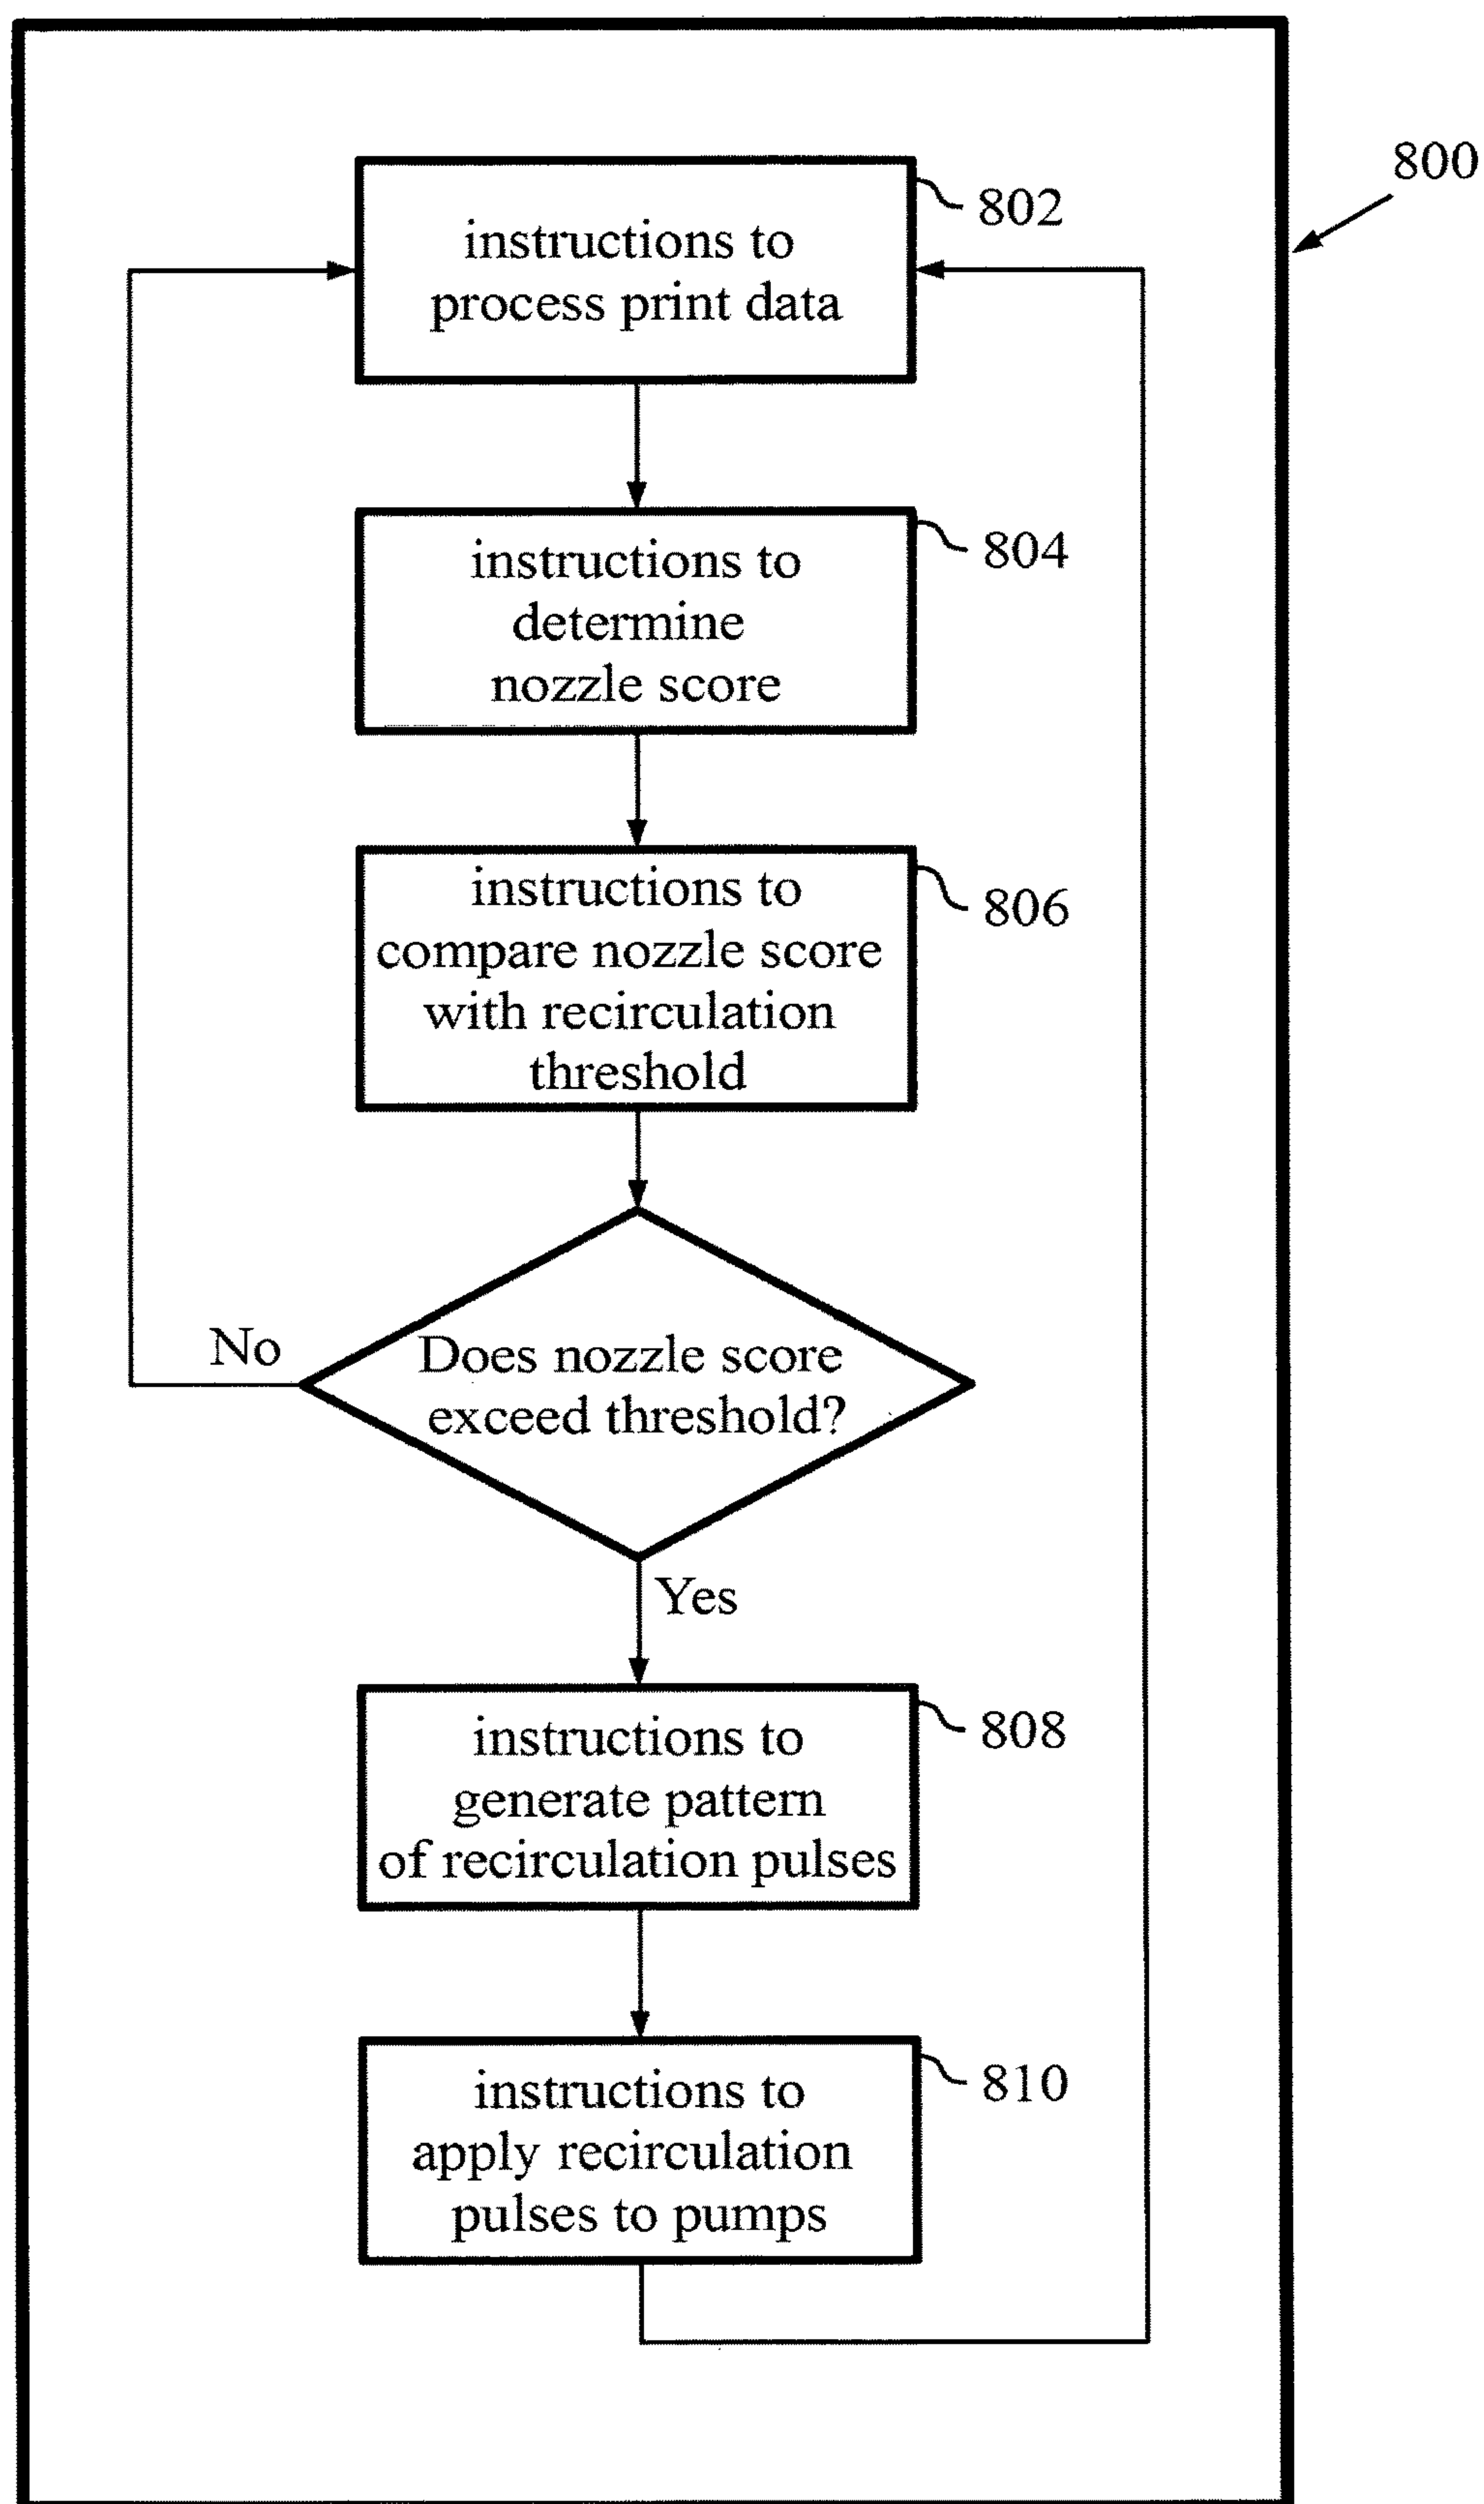 800
802
instructions to
process print data
804
instructions to
determine
nozzle score
806
instructions to
compare nozzle score
with recirculation
threshold
No
Does nozzle score
exceed threshold?
Yes
808
instructions to
generate pattern
of recirculation pulses
810
instructions to
apply recirculation
pulses to pumps